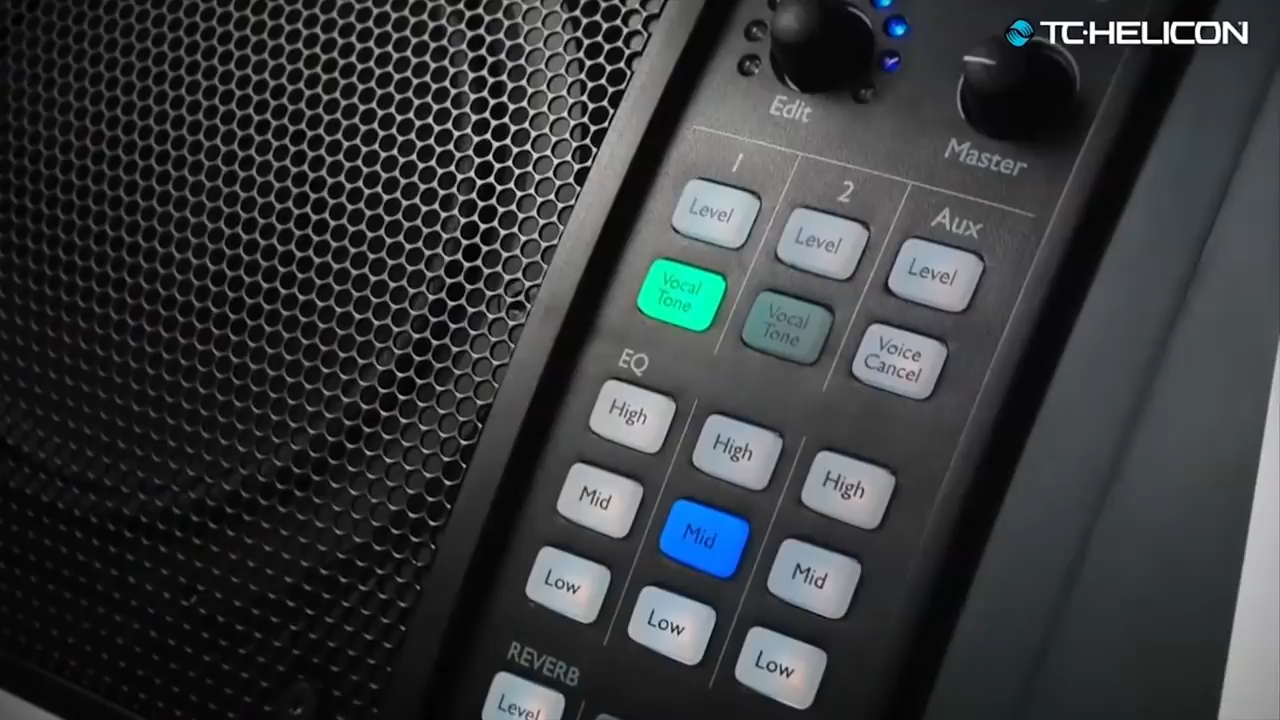 TC·HELICON
Edit
Master
1
2
Aux
Level
Level
Level
Vocal
Tone
Vocal
Tone
Voice
Cancel
EQ
High
High
High
Mid
Mid
Mid
Low
Low
Low
REVERB
Level